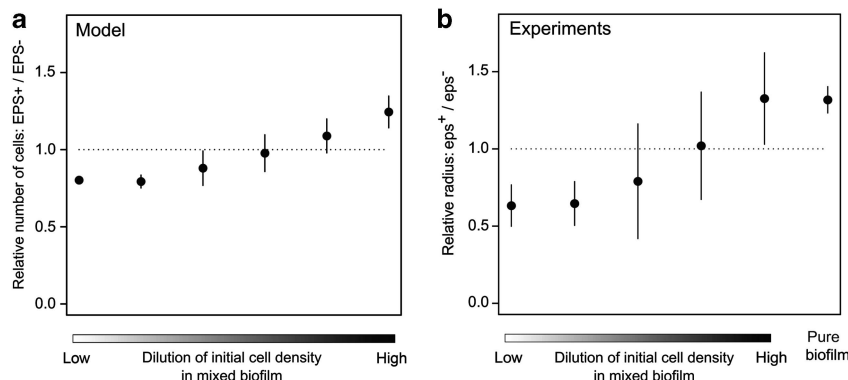 a
Model
Relative number of cells: EPS+ / EPS-
1.5
1.0
0.5
0.0
Low
Dilution of initial cell density
in mixed biofilm
High
b
Experiments
Relative radius: eps⁺ / eps⁻
1.5
1.0
0.5
0.0
Low
Dilution of initial cell density
in mixed biofilm
High
Pure
biofilm